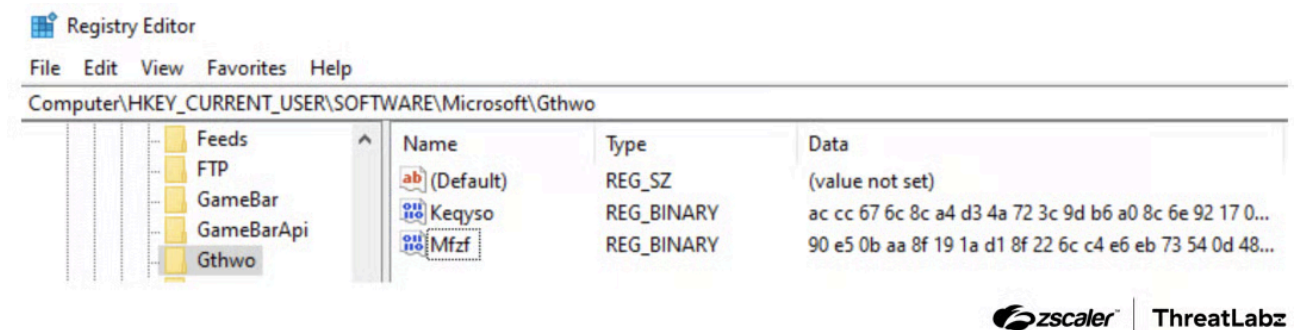 Registry Editor
File Edit View Favorites Help
Computer\HKEY_CURRENT_USER\SOFTWARE\Microsoft\Gthwo
Feeds
FTP
GameBar
GameBarApi
Gthwo
Name Type Data
(Default) REG_SZ (value not set)
Keqyso REG_BINARY ac cc 67 6c 8c a4 d3 4a 72 3c 9d b6 a0 8c 6e 92 17 0...
Mfzf REG_BINARY 90 e5 0b aa 8f 19 1a d1 8f 22 6c c4 e6 eb 73 54 0d 48...
zscaler ThreatLabz